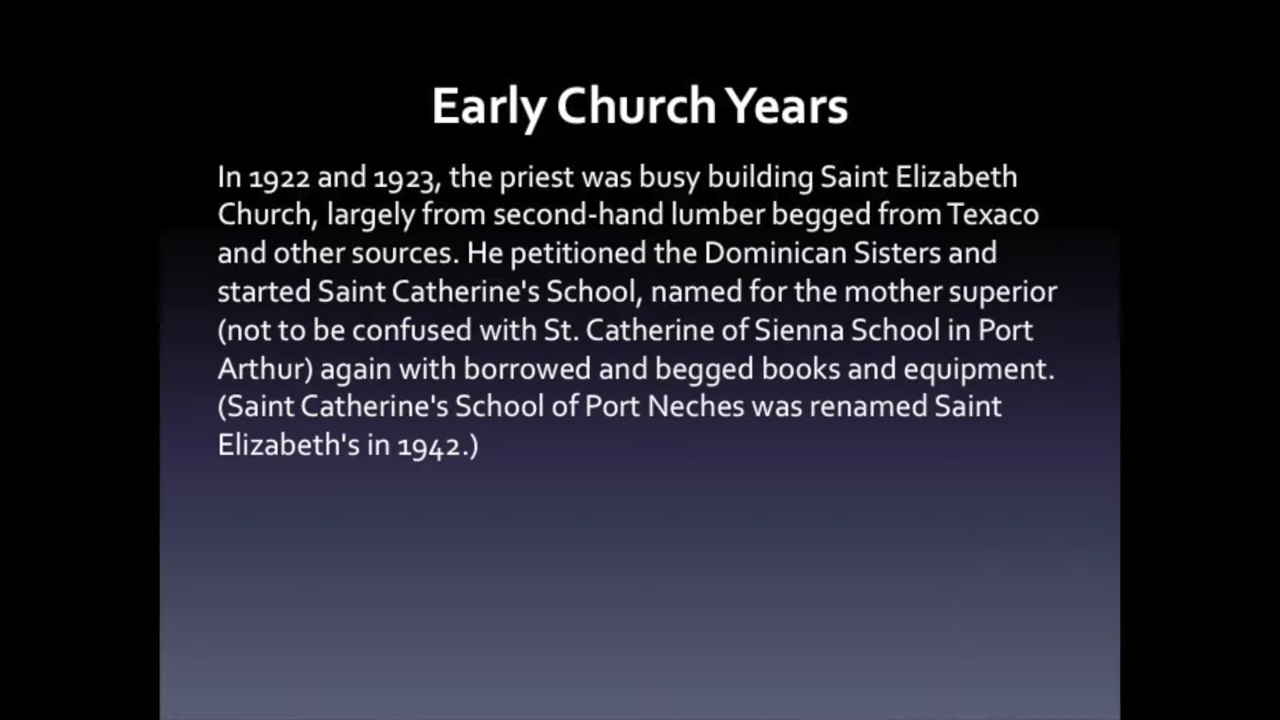 Early Church Years
In 1922 and 1923, the priest was busy building Saint Elizabeth
Church, largely from second-hand lumber begged from Texaco
and other sources. He petitioned the Dominican Sisters and
started Saint Catherine's School, named for the mother superior
(not to be confused with St. Catherine of Sienna School in Port
Arthur) again with borrowed and begged books and equipment.
(Saint Catherine's School of Port Neches was renamed Saint
Elizabeth's in 1942.)